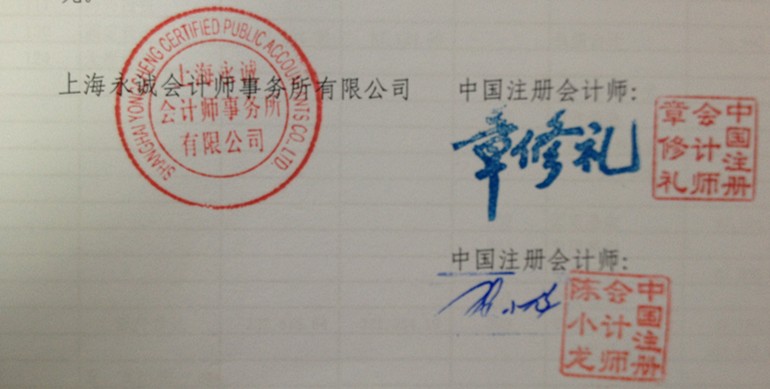 上海永诚会计师事务所有限公司
SHANGHAI YONGCHENG CERTIFIED PUBLIC ACCOUNTANTS CO., LTD
上海永诚
会计师事务所
有限公司
中国注册会计师:
章修礼
中国注册
会计师
章修礼
中国注册会计师:
陈小龙
中国注册
会计师
陈小龙